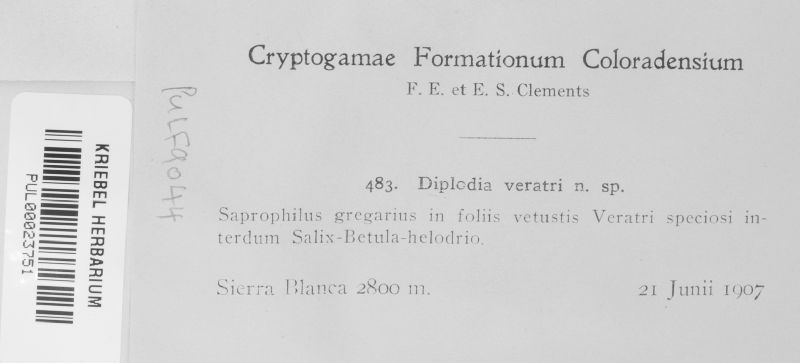 Cryptogamae Formationum Coloradensium
F. E. et E. S. Clements
483. Diplodia veratri n. sp.
Saprophilus gregarius in foliis vetustis Veratri speciosi in-
terdum Salix-Betula-helodrio.
Sierra Blanca 2800 m.
21 Junii 1907
PULF9044
KRIEBEL HERBARIUM
PUL00023751